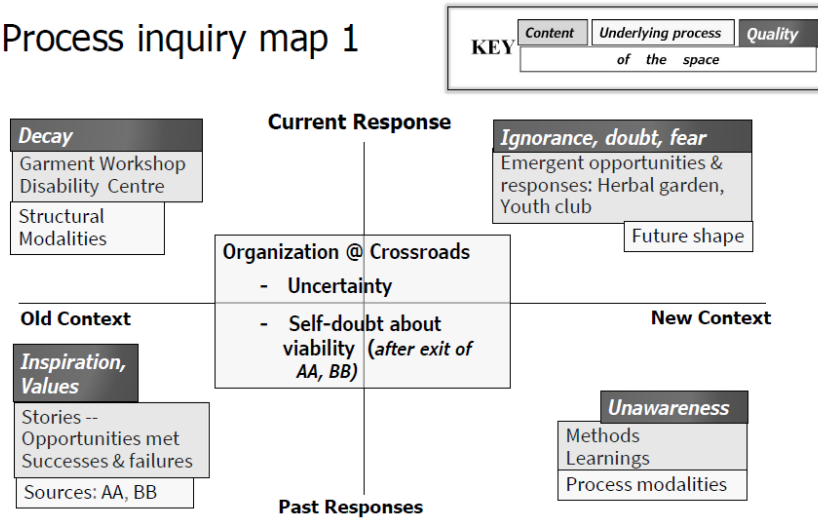 Process inquiry map 1
KEY
Content
Underlying process
Quality
of the space
Current Response
Decay
Garment Workshop
Disability Centre
Structural
Modalities
Ignorance, doubt, fear
Emergent opportunities &
responses: Herbal garden,
Youth club
Future shape
Organization @ Crossroads
- Uncertainty
- Self-doubt about
viability (after exit of
AA, BB)
Old Context
New Context
Inspiration,
Values
Stories --
Opportunities met
Successes & failures
Sources: AA, BB
Unawareness
Methods
Learnings
Process modalities
Past Responses